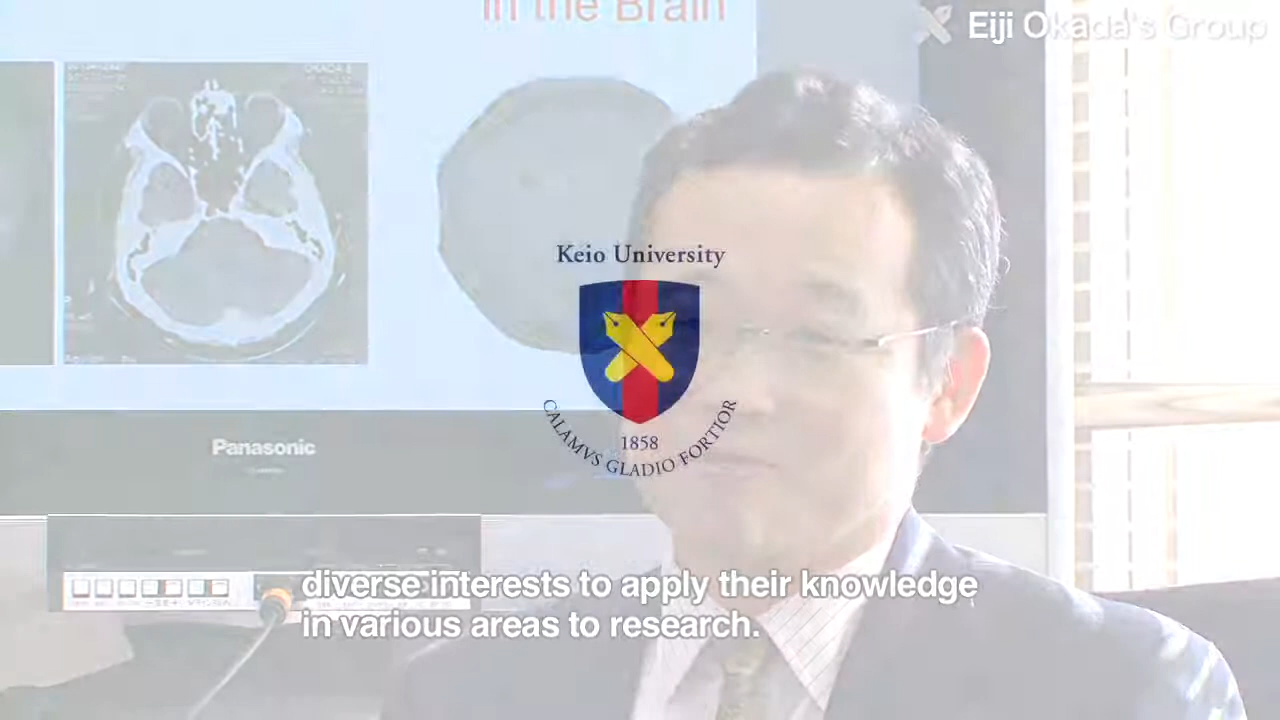 in the Brain
Eiji Okada's Group
OKADA E
Keio University
1858
CALAMVS GLADIO FORTIOR
Panasonic
diverse interests to apply their knowledge
in various areas to research.